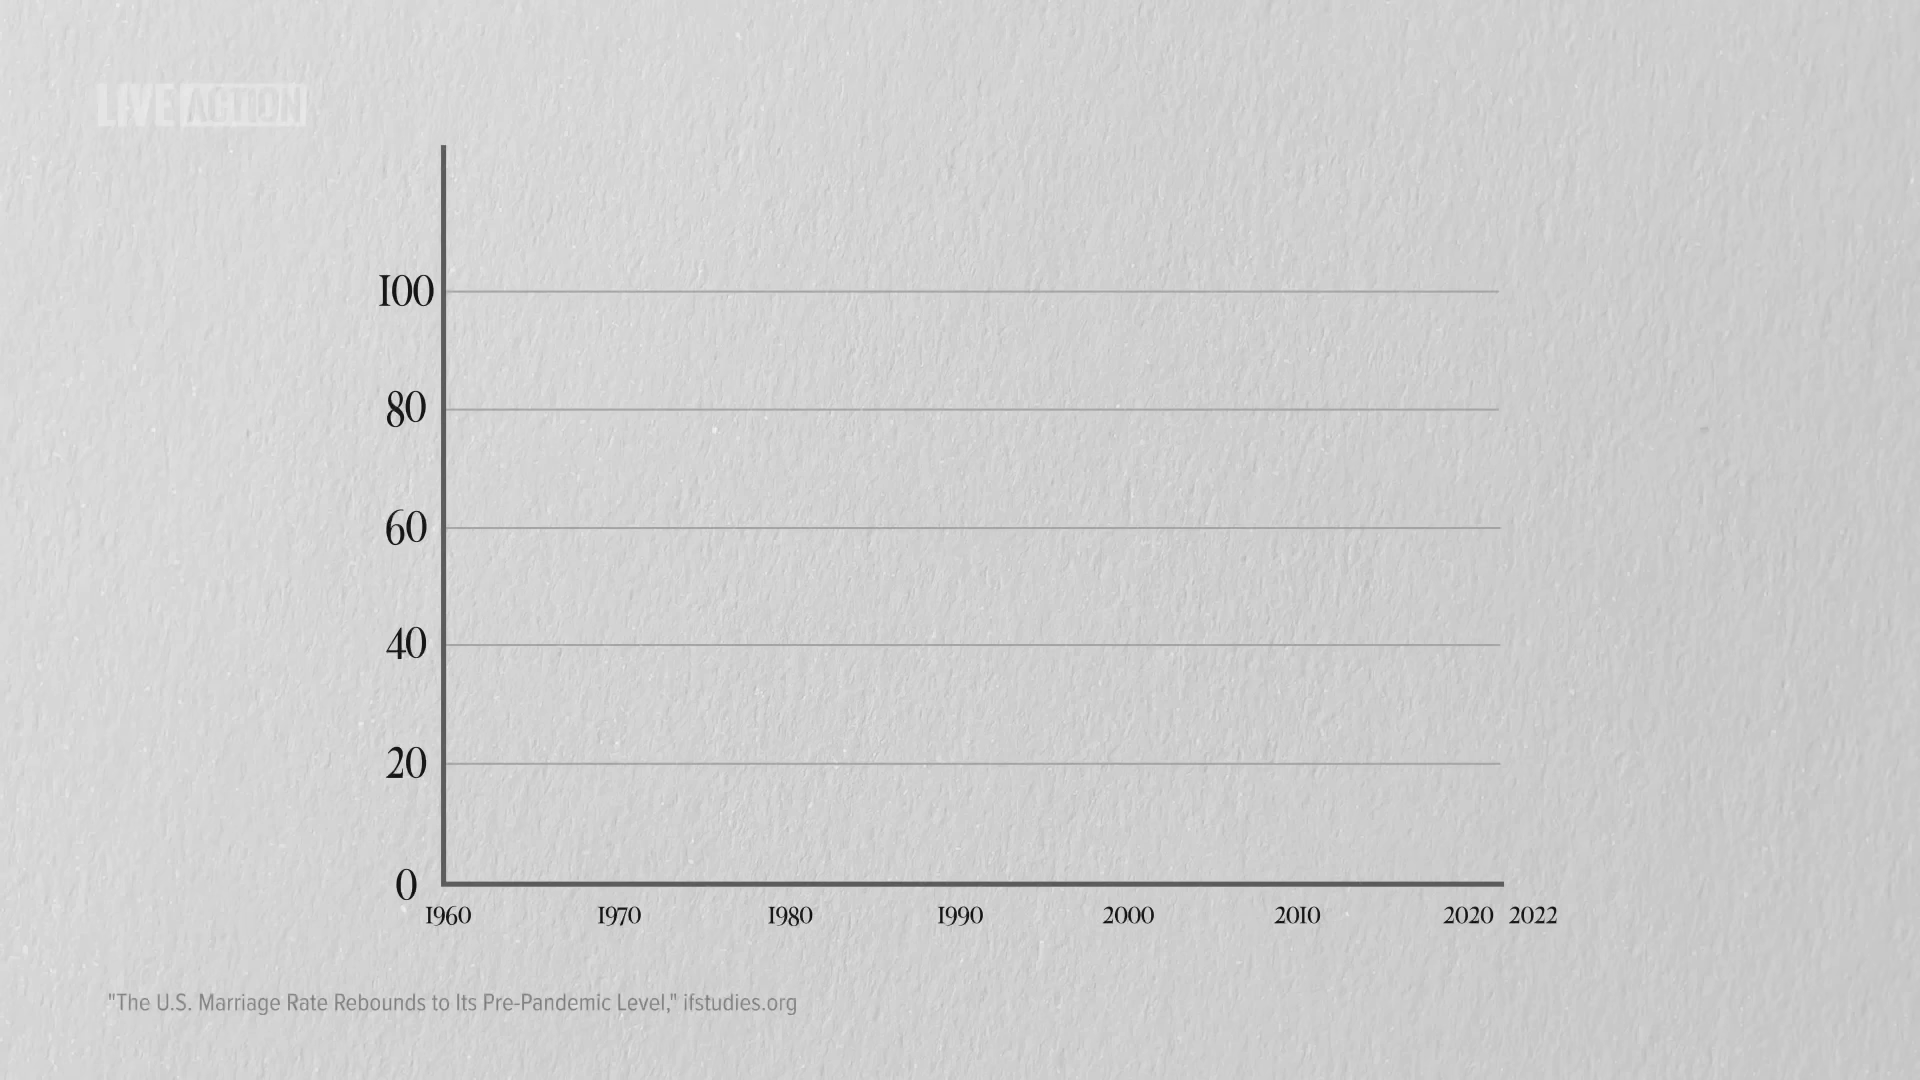 LIVE ACTION
100
80
60
40
20
0
1960 1970 1980 1990 2000 2010 2020 2022
"The U.S. Marriage Rate Rebounds to Its Pre-Pandemic Level," ifstudies.org